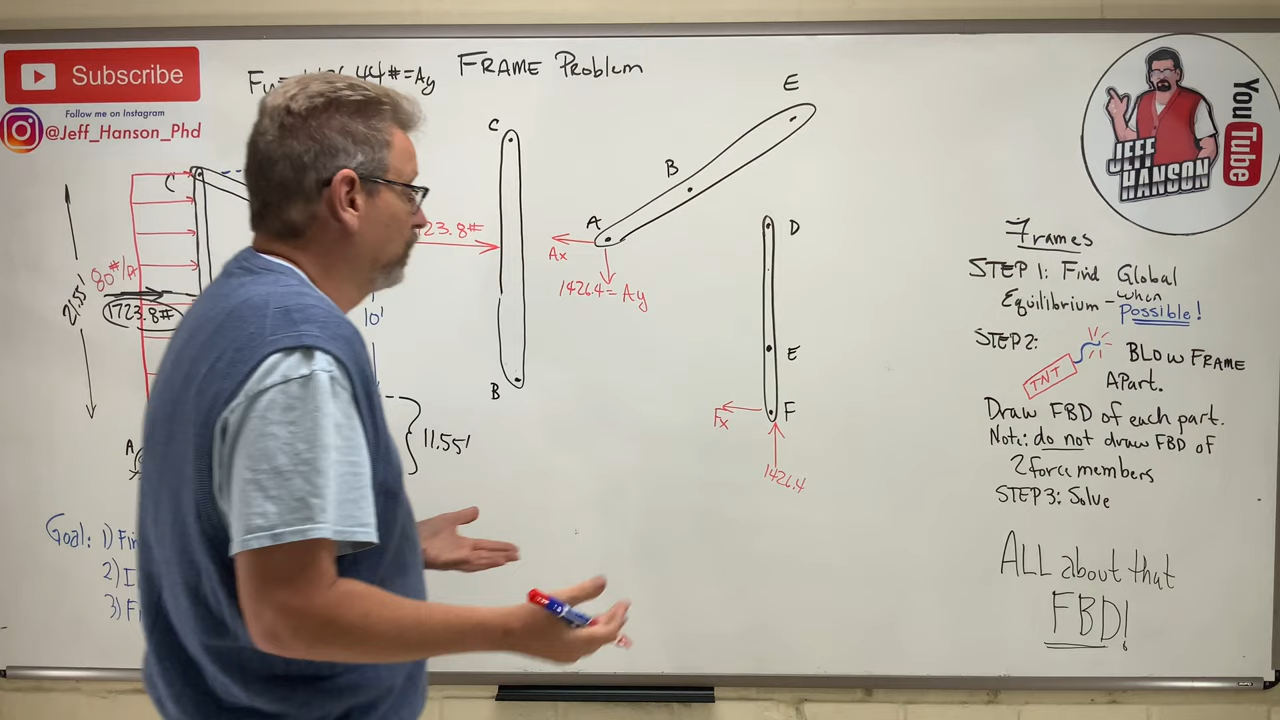 Subscribe
Follow me on Instagram
@Jeff_Hanson_Phd
44#=Ay
FRAME Problem
C
21.55'
80#/ft
1723.8#
A
10'
11.55'
Goal: 1)
2)
3)
723.8#
C
B
E
B
A
Ax
1426.4=Ay
D
E
F
Fx
1426.4
JEFF
HANSON
YouTube
Frames
STEP 1: Find Global
Equilibrium - when
Possible!
STEP 2:
TNT
BLOW FRAME
APart.
Draw FBD of each part.
Note: do not draw FBD of
2 force members
STEP 3: Solve
ALL about that
FBD!